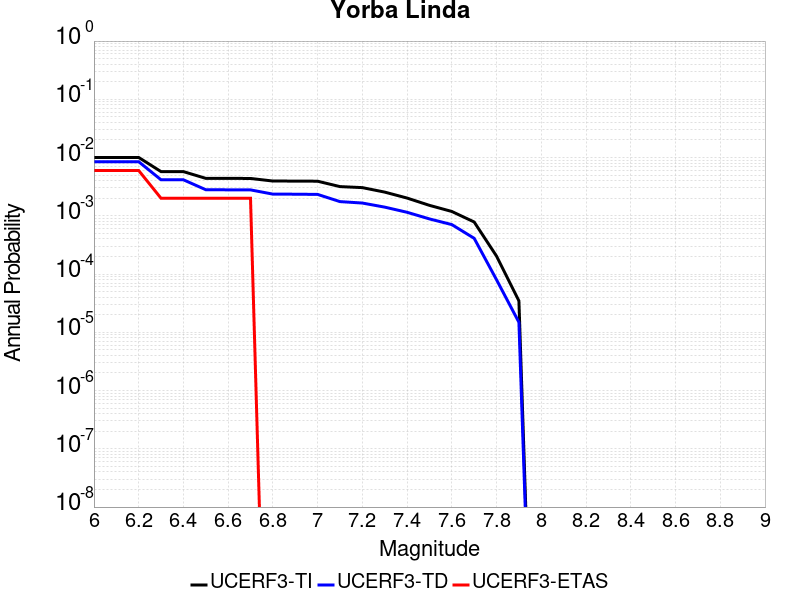 Yorba Linda
10^0
10^-1
10^-2
10^-3
10^-4
10^-5
10^-6
10^-7
10^-8
Annual Probability
6 6.2 6.4 6.6 6.8 7 7.2 7.4 7.6 7.8 8 8.2 8.4 8.6 8.8 9
Magnitude
UCERF3-TI UCERF3-TD UCERF3-ETAS